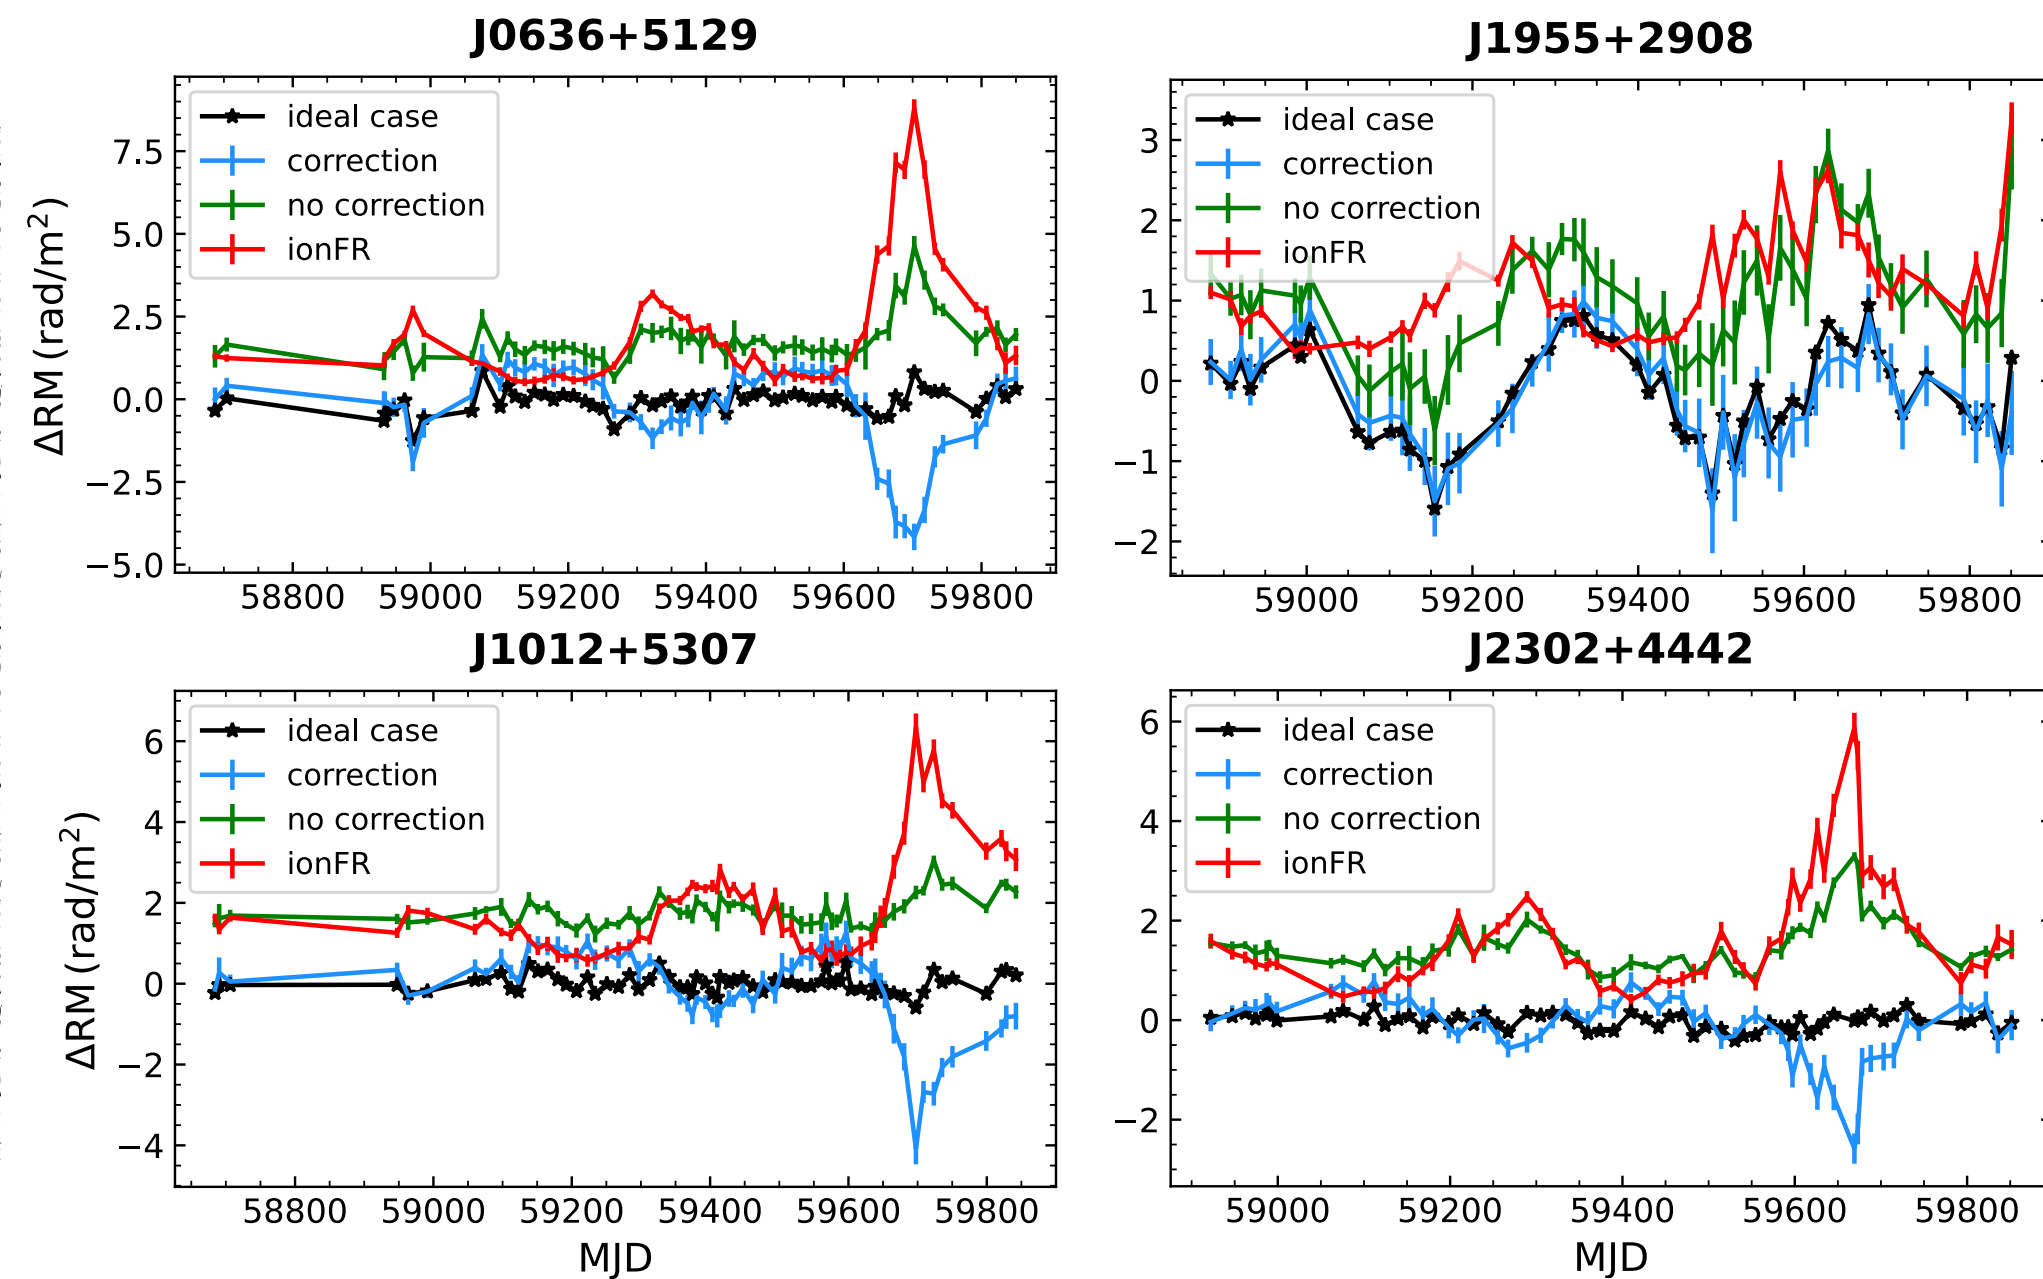 J0636+5129
ideal case
correction
no correction
ionFR
7.5
5.0
2.5
0.0
−2.5
−5.0
ΔRM (rad/m²)
58800 59000 59200 59400 59600 59800
J1955+2908
ideal case
correction
no correction
ionFR
3
2
1
0
−1
−2
59000 59200 59400 59600 59800
J1012+5307
ideal case
correction
no correction
ionFR
6
4
2
0
−2
−4
ΔRM (rad/m²)
58800 59000 59200 59400 59600 59800
MJD
J2302+4442
ideal case
correction
no correction
ionFR
6
4
2
0
−2
59000 59200 59400 59600 59800
MJD